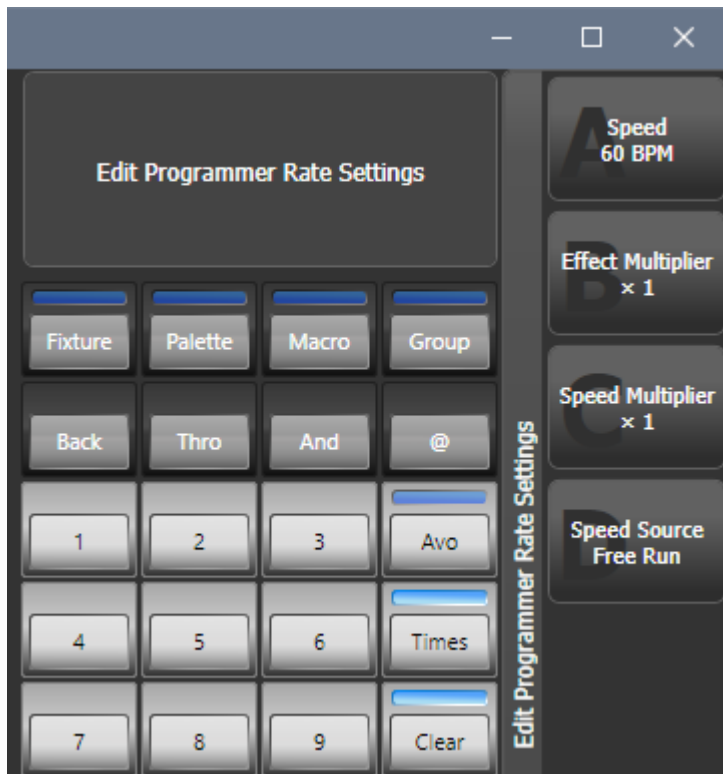 Edit Programmer Rate Settings
Fixture Palette Macro Group
Back Thro And @
1 2 3 Avo
4 5 6 Times
7 8 9 Clear
Edit Programmer Rate Settings
A
Speed
60 BPM
B
Effect Multiplier
× 1
C
Speed Multiplier
× 1
D
Speed Source
Free Run